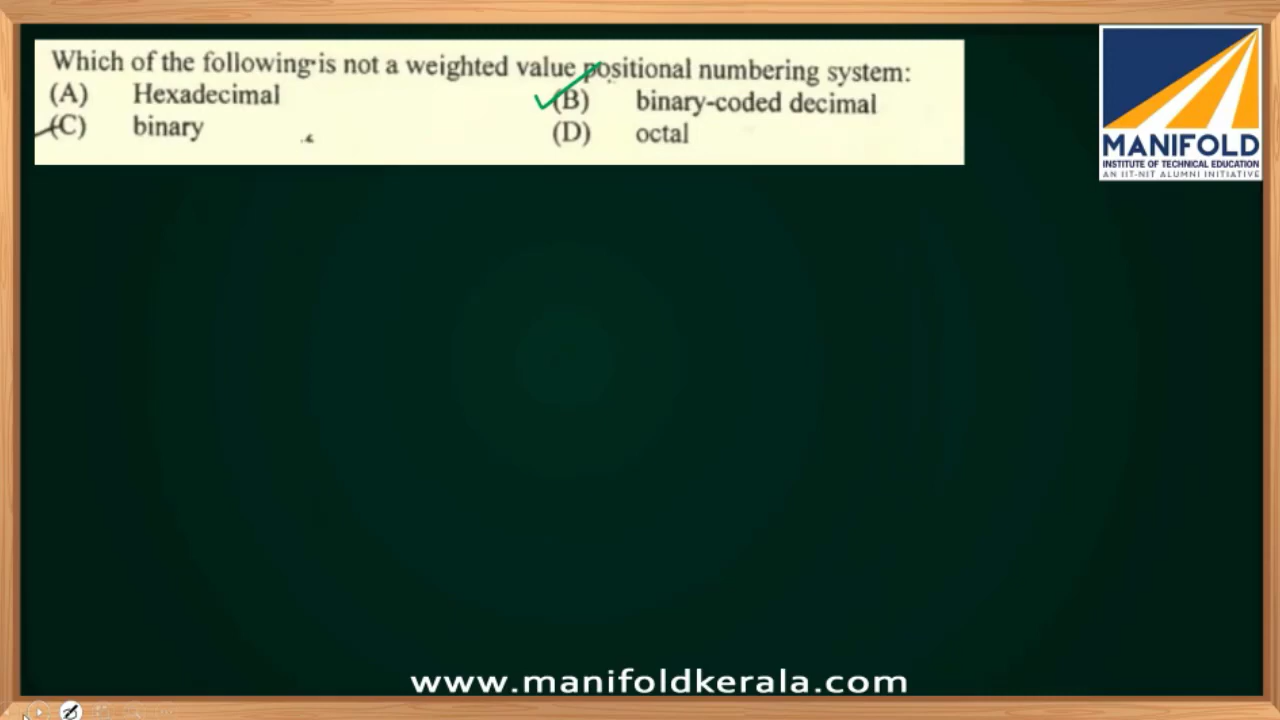 Which of the following is not a weighted value positional numbering system:
(A) Hexadecimal (B) binary-coded decimal
(C) binary (D) octal
MANIFOLD
INSTITUTE OF TECHNICAL EDUCATION
AN IIT-NIT ALUMNI INITIATIVE
www.manifoldkerala.com